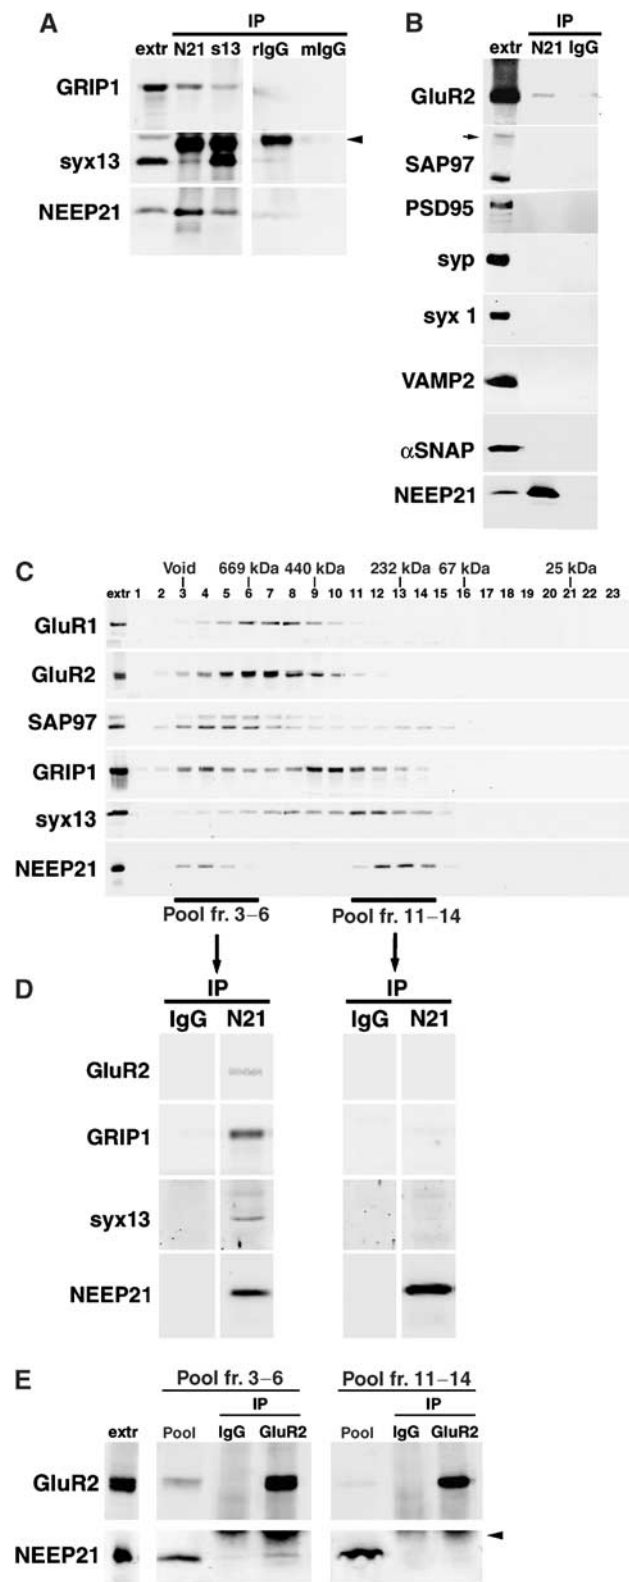 A
IP
extr N21 s13 rIgG mIgG
GRIP1
syx13
NEEP21
B
IP
extr N21 IgG
GluR2
SAP97
PSD95
syp
syx 1
VAMP2
αSNAP
NEEP21
C
Void 669 kDa 440 kDa 232 kDa 67 kDa 25 kDa
extr 1 2 3 4 5 6 7 8 9 10 11 12 13 14 15 16 17 18 19 20 21 22 23
GluR1
GluR2
SAP97
GRIP1
syx13
NEEP21
Pool fr. 3–6 Pool fr. 11–14
D
IP IP
IgG N21 IgG N21
GluR2
GRIP1
syx13
NEEP21
E
Pool fr. 3–6 Pool fr. 11–14
IP IP
extr Pool IgG GluR2 Pool IgG GluR2
GluR2
NEEP21